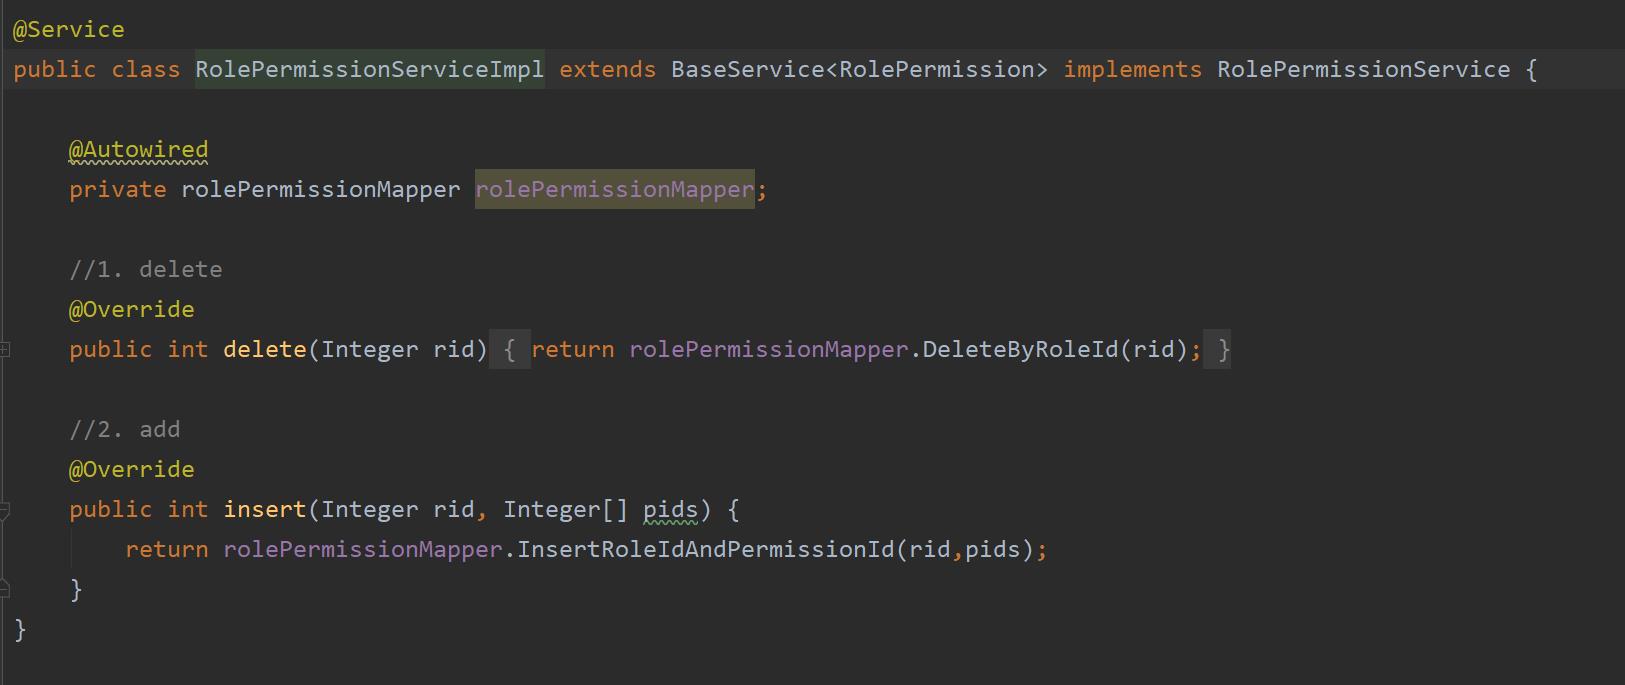 @Service
public class RolePermissionServiceImpl extends BaseService<RolePermission> implements RolePermissionService {
@Autowired
private rolePermissionMapper rolePermissionMapper;
//1. delete
@Override
public int delete(Integer rid) { return rolePermissionMapper.DeleteByRoleId(rid); }
//2. add
@Override
public int insert(Integer rid, Integer[] pids) {
return rolePermissionMapper.InsertRoleIdAndPermissionId(rid,pids);
}
}